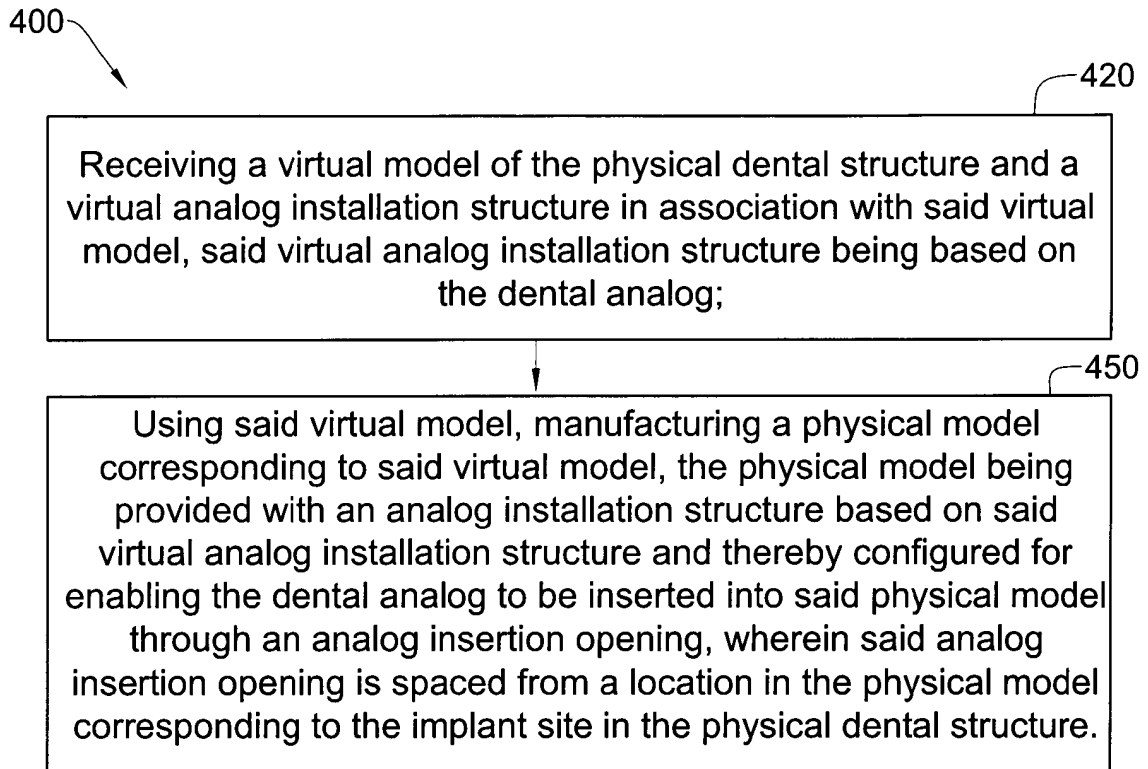 400
420
Receiving a virtual model of the physical dental structure and a
virtual analog installation structure in association with said virtual
model, said virtual analog installation structure being based on
the dental analog;
450
Using said virtual model, manufacturing a physical model
corresponding to said virtual model, the physical model being
provided with an analog installation structure based on said
virtual analog installation structure and thereby configured for
enabling the dental analog to be inserted into said physical model
through an analog insertion opening, wherein said analog
insertion opening is spaced from a location in the physical model
corresponding to the implant site in the physical dental structure.